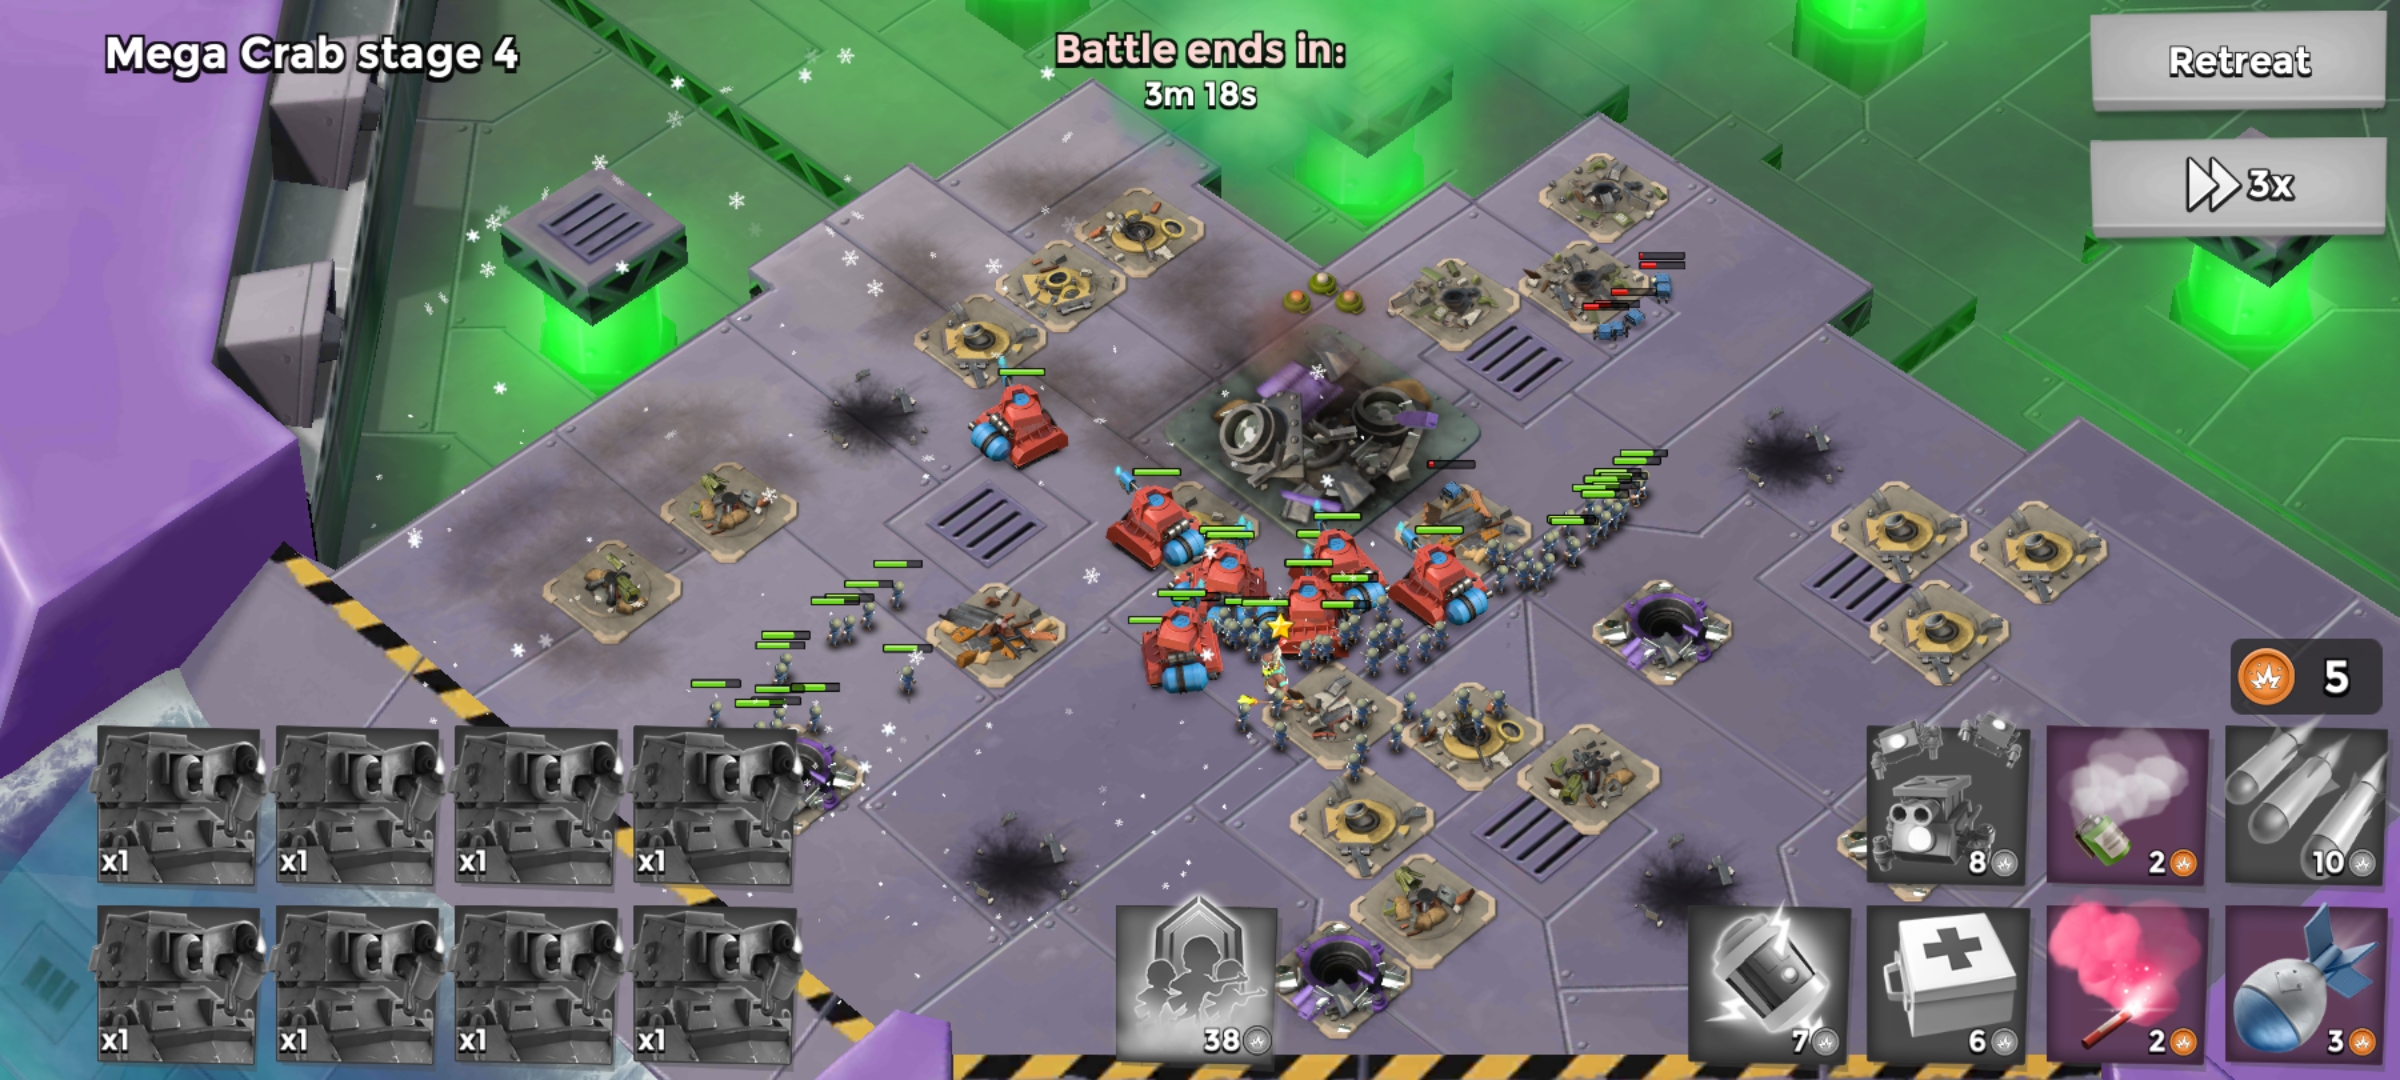 Mega Crab stage 4
Battle ends in:
3m 18s
Retreat
3x
5
x1
x1
x1
x1
8
2
10
x1
x1
x1
x1
38
7
6
2
3